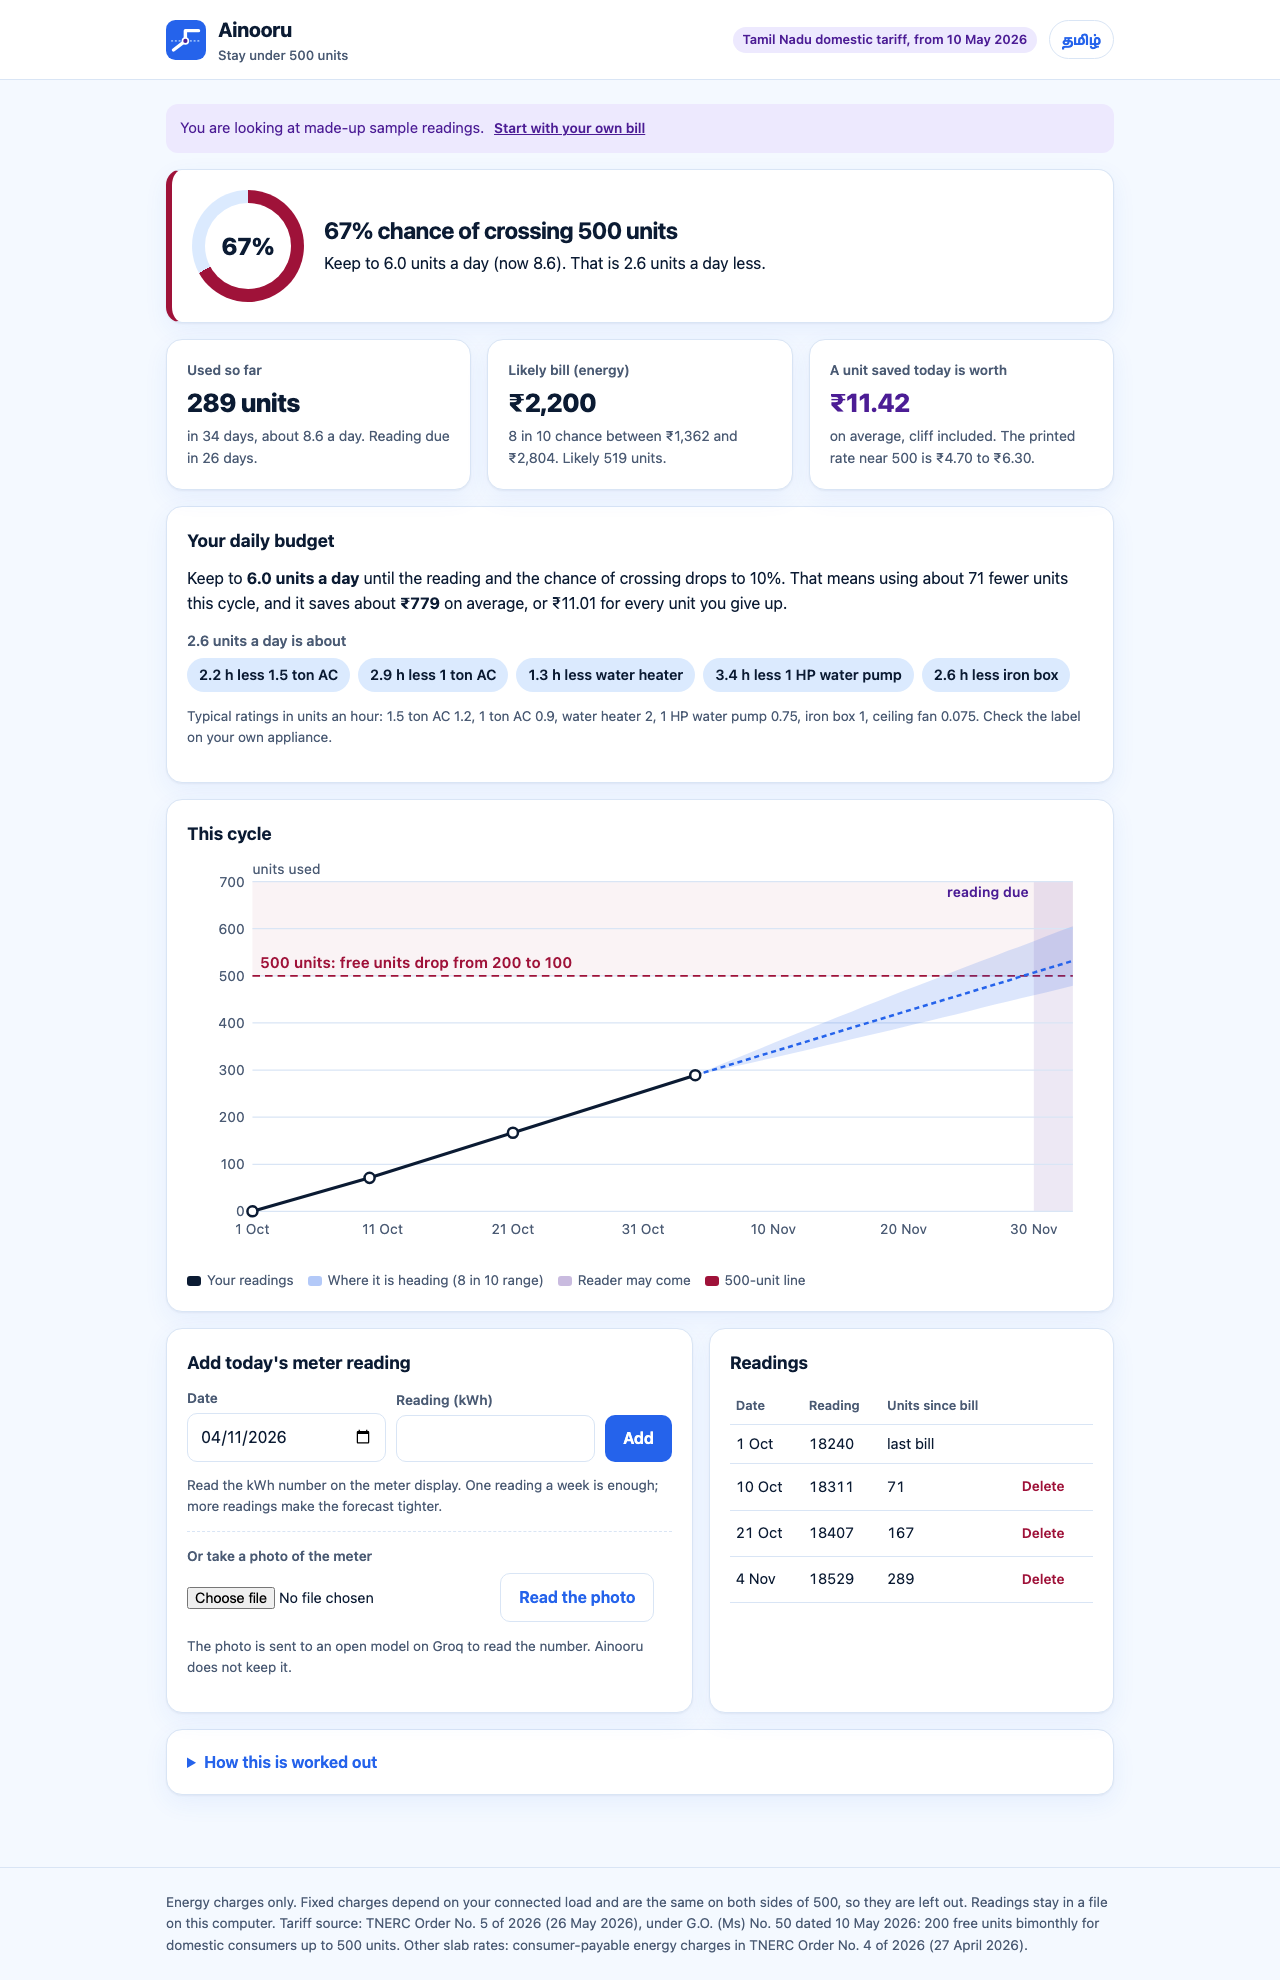 Ainooru
Stay under 500 units
Tamil Nadu domestic tariff, from 10 May 2026
தமிழ்
You are looking at made-up sample readings. Start with your own bill
67%
67% chance of crossing 500 units
Keep to 6.0 units a day (now 8.6). That is 2.6 units a day less.
Used so far
289 units
in 34 days, about 8.6 a day. Reading due
in 26 days.
Likely bill (energy)
₹2,200
8 in 10 chance between ₹1,362 and
₹2,804. Likely 519 units.
A unit saved today is worth
₹11.42
on average, cliff included. The printed
rate near 500 is ₹4.70 to ₹6.30.
Your daily budget
Keep to 6.0 units a day until the reading and the chance of crossing drops to 10%. That means using about 71 fewer units
this cycle, and it saves about ₹779 on average, or ₹11.01 for every unit you give up.
2.6 units a day is about
2.2 h less 1.5 ton AC
2.9 h less 1 ton AC
1.3 h less water heater
3.4 h less 1 HP water pump
2.6 h less iron box
Typical ratings in units an hour: 1.5 ton AC 1.2, 1 ton AC 0.9, water heater 2, 1 HP water pump 0.75, iron box 1, ceiling fan 0.075. Check the label
on your own appliance.
This cycle
units used
700
reading due
600
500 units: free units drop from 200 to 100
500
400
300
200
100
0
1 Oct 11 Oct 21 Oct 31 Oct 10 Nov 20 Nov 30 Nov
Your readings Where it is heading (8 in 10 range) Reader may come 500-unit line
Add today's meter reading
Date
Reading (kWh)
04/11/2026
Add
Read the kWh number on the meter display. One reading a week is enough;
more readings make the forecast tighter.
Or take a photo of the meter
Choose file No file chosen
Read the photo
The photo is sent to an open model on Groq to read the number. Ainooru
does not keep it.
Readings
Date Reading Units since bill
1 Oct 18240 last bill
10 Oct 18311 71 Delete
21 Oct 18407 167 Delete
4 Nov 18529 289 Delete
How this is worked out
Energy charges only. Fixed charges depend on your connected load and are the same on both sides of 500, so they are left out. Readings stay in a file
on this computer. Tariff source: TNERC Order No. 5 of 2026 (26 May 2026), under G.O. (Ms) No. 50 dated 10 May 2026: 200 free units bimonthly for
domestic consumers up to 500 units. Other slab rates: consumer-payable energy charges in TNERC Order No. 4 of 2026 (27 April 2026).